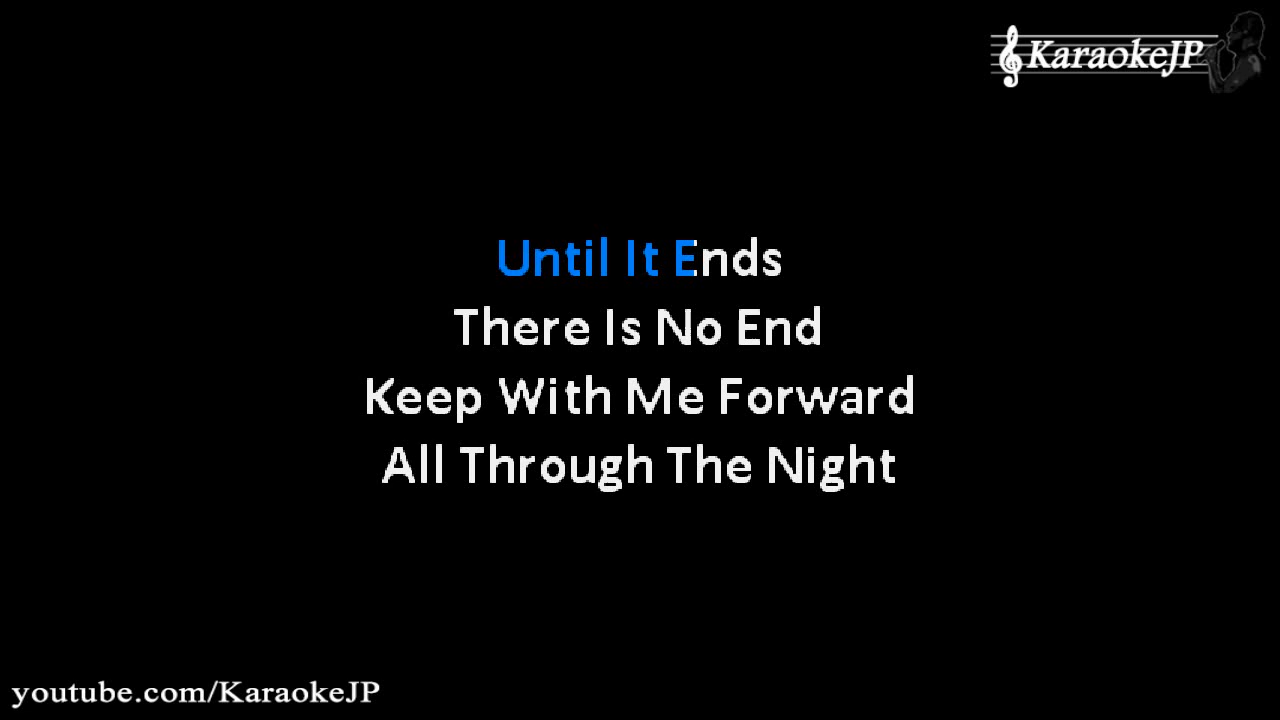 KaraokeJP
Until It Ends
There Is No End
Keep With Me Forward
All Through The Night
youtube.com/KaraokeJP